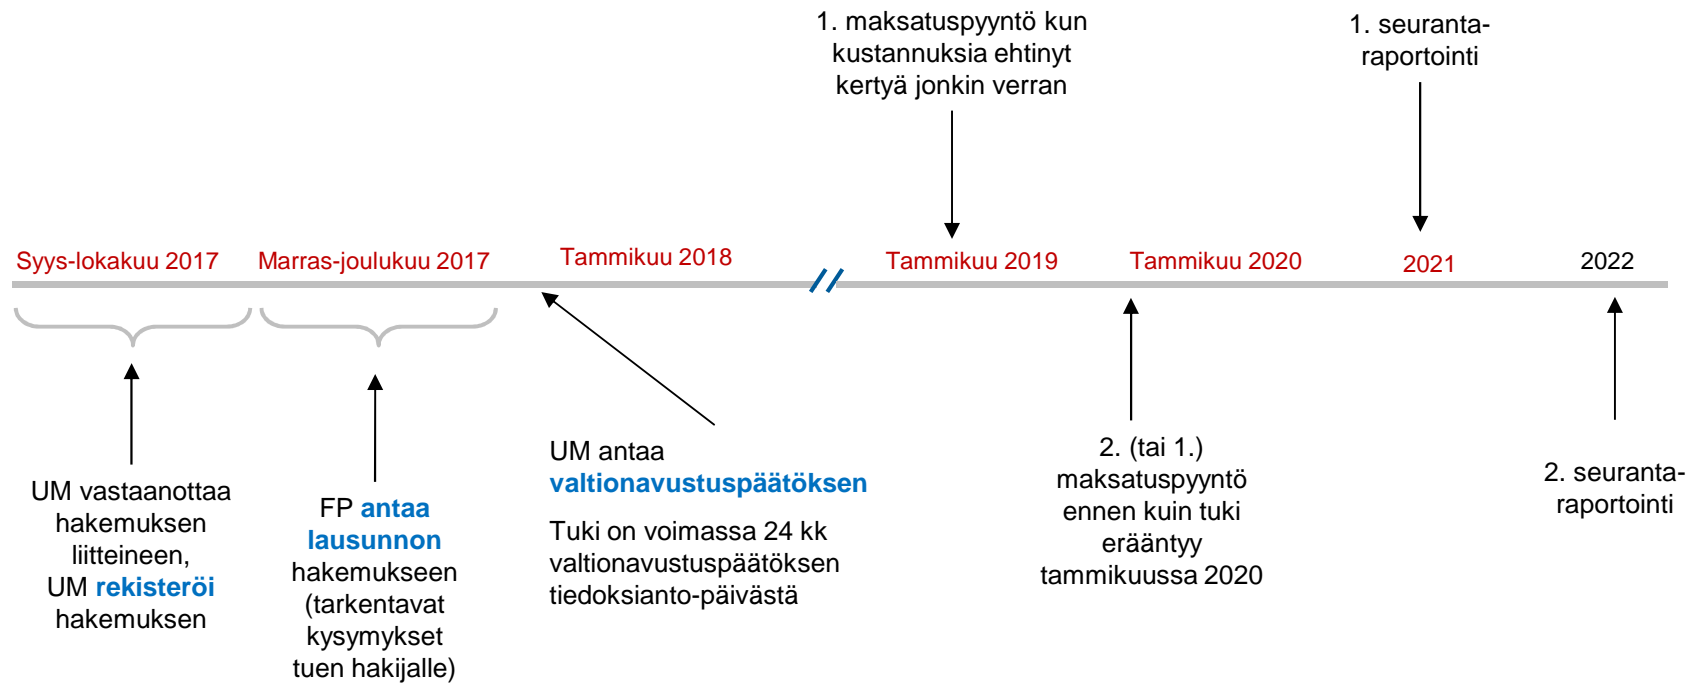 1. maksatuspyyntö kun
kustannuksia ehtinyt
kertyä jonkin verran
1. seuranta-
raportointi
Syys-lokakuu 2017
Marras-joulukuu 2017
Tammikuu 2018
Tammikuu 2019
Tammikuu 2020
2021
2022
UM vastaanottaa
hakemuksen
liitteineen,
UM rekisteröi
hakemuksen
FP antaa
lausunnon
hakemukseen
(tarkentavat
kysymykset
tuen hakijalle)
UM antaa
valtionavustuspäätöksen
Tuki on voimassa 24 kk
valtionavustuspäätöksen
tiedoksianto-päivästä
2. (tai 1.)
maksatuspyyntö
ennen kuin tuki
erääntyy
tammikuussa 2020
2. seuranta-
raportointi